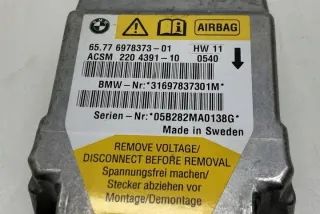 BMW
AIRBAG
65.77 6978373-01 HW 11
ACSM 220 4391-10 0540
BMW-Nr:*31697837301M*
Serien-Nr:*05B282MA0138G*
Made in Sweden
REMOVE VOLTAGE/
DISCONNECT BEFORE REMOVAL
Spannungsfrei machen/
Stecker abziehen vor
Montage/Demontage